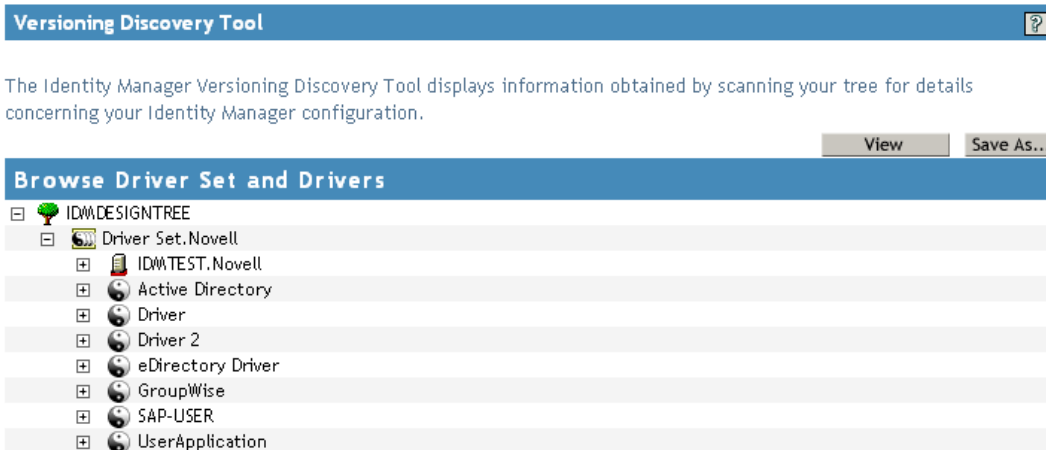 Versioning Discovery Tool
?
The Identity Manager Versioning Discovery Tool displays information obtained by scanning your tree for details
concerning your Identity Manager configuration.
View Save As...
Browse Driver Set and Drivers
IDMDESIGNTREE
Driver Set.Novell
IDMTEST.Novell
Active Directory
Driver
Driver 2
eDirectory Driver
GroupWise
SAP-USER
UserApplication